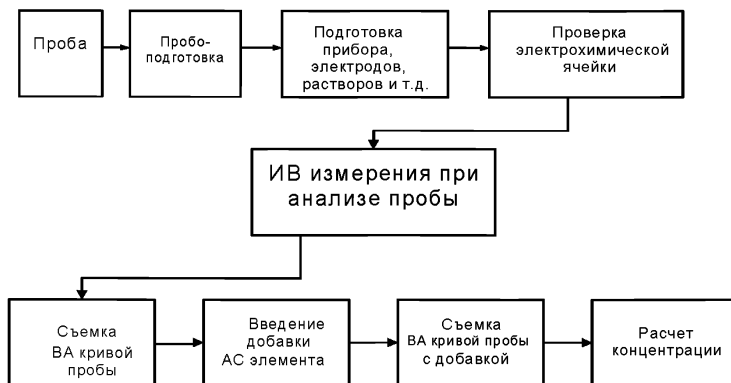 Проба
Пробо-
подготовка
Подготовка
прибора,
электродов,
растворов и т.д.
Проверка
электрохимической
ячейки
ИВ измерения при
анализе пробы
Съемка
ВА кривой
пробы
Введение
добавки
АС элемента
Съемка
ВА кривой пробы
с добавкой
Расчет
концентрации